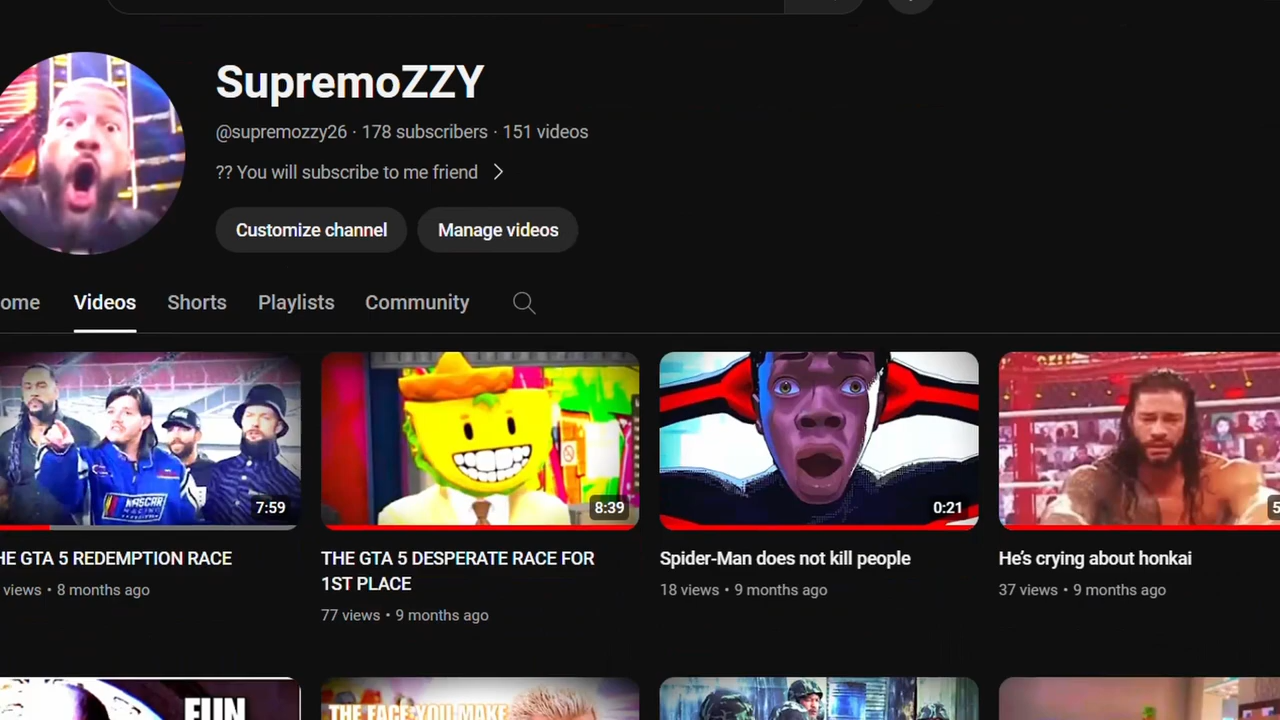 SupremoZZY
@supremozzy26 · 178 subscribers · 151 videos
?? You will subscribe to me friend
Customize channel
Manage videos
ome
Videos
Shorts
Playlists
Community
NASCAR
RACING
7:59
8:39
0:21
5
HE GTA 5 REDEMPTION RACE
views • 8 months ago
THE GTA 5 DESPERATE RACE FOR
1ST PLACE
77 views • 9 months ago
Spider-Man does not kill people
18 views • 9 months ago
He's crying about honkai
37 views • 9 months ago
FUN
THE FACE YOU MAKE